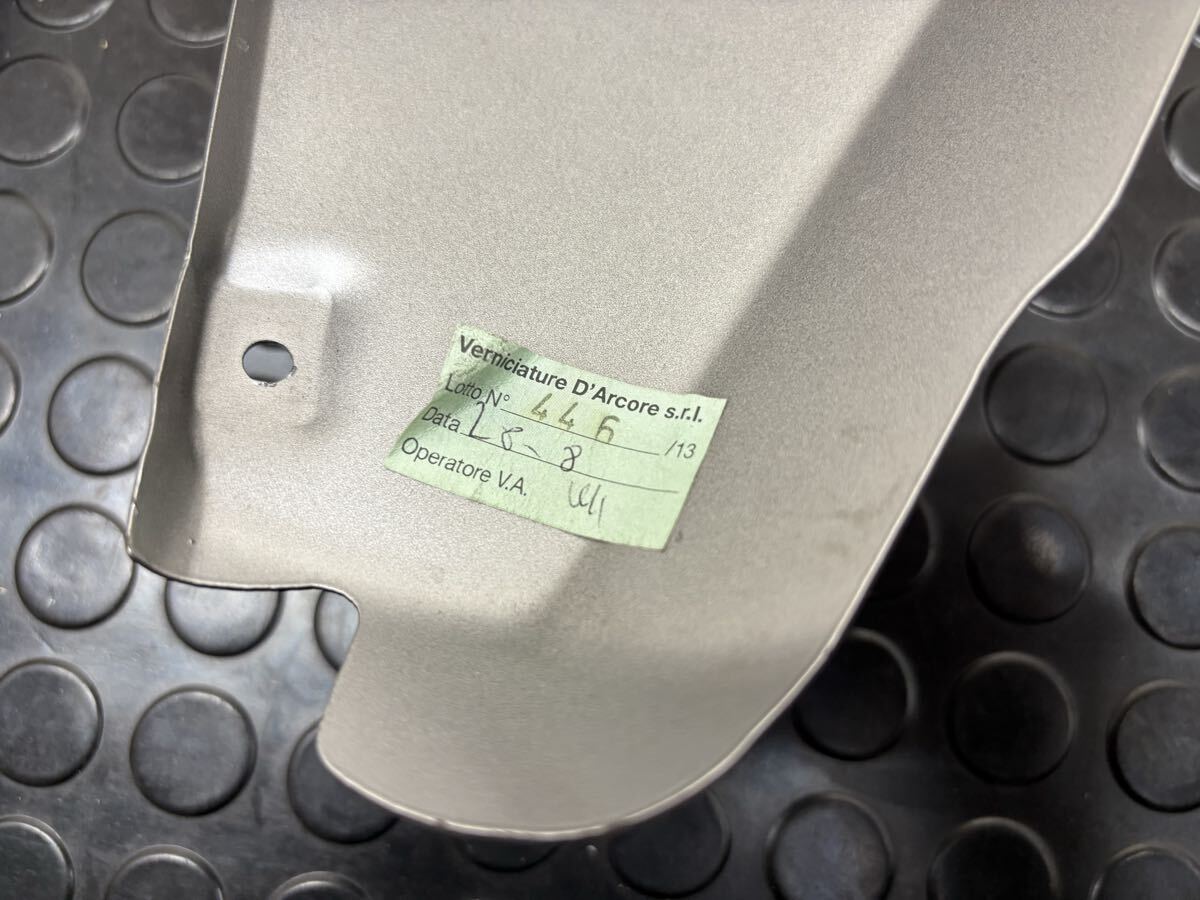 Verniciature D'Arcore s.r.l.
Lotto N° 446 /13
Data 28-8
Operatore V.A.